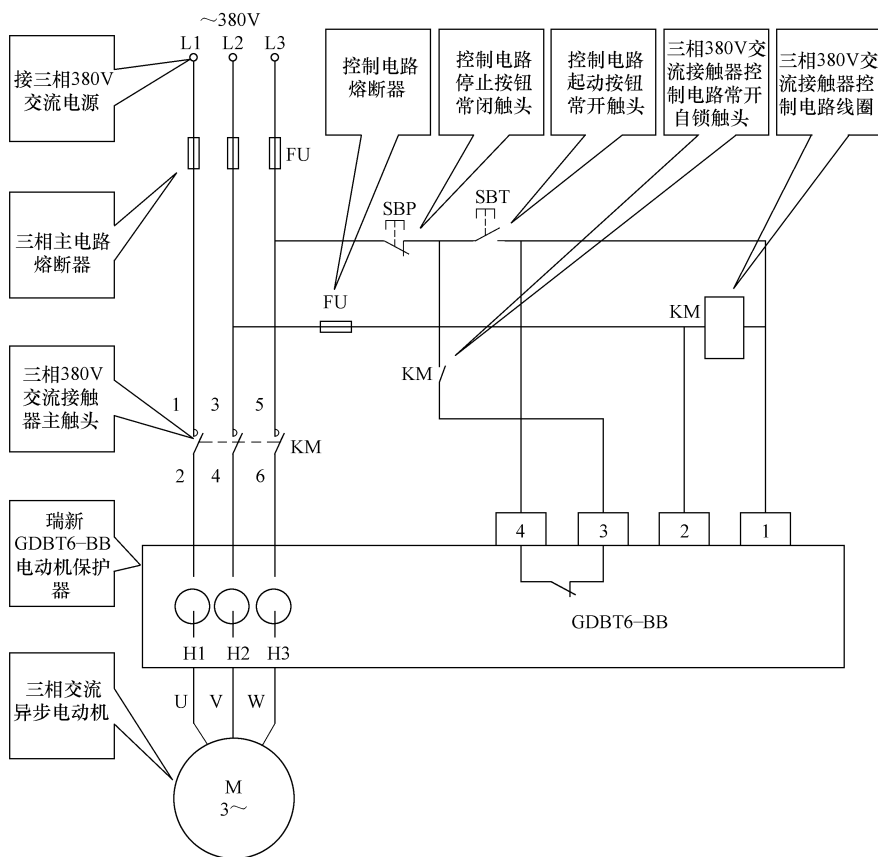 ～380V
L1
L2
L3
接三相380V
交流电源
控制电路
熔断器
控制电路
停止按钮
常闭触头
控制电路
起动按钮
常开触头
三相380V交
流接触器控
制电路常开
自锁触头
三相380V交
流接触器控
制电路线圈
FU
三相主电路
熔断器
SBP
SBT
FU
KM
三相380V
交流接触
器主触头
KM
1
3
5
KM
2
4
6
瑞新
GDBT6-BB
电动机保护
器
4
3
2
1
GDBT6-BB
H1
H2
H3
三相交流
异步电动机
U
V
W
M
3～